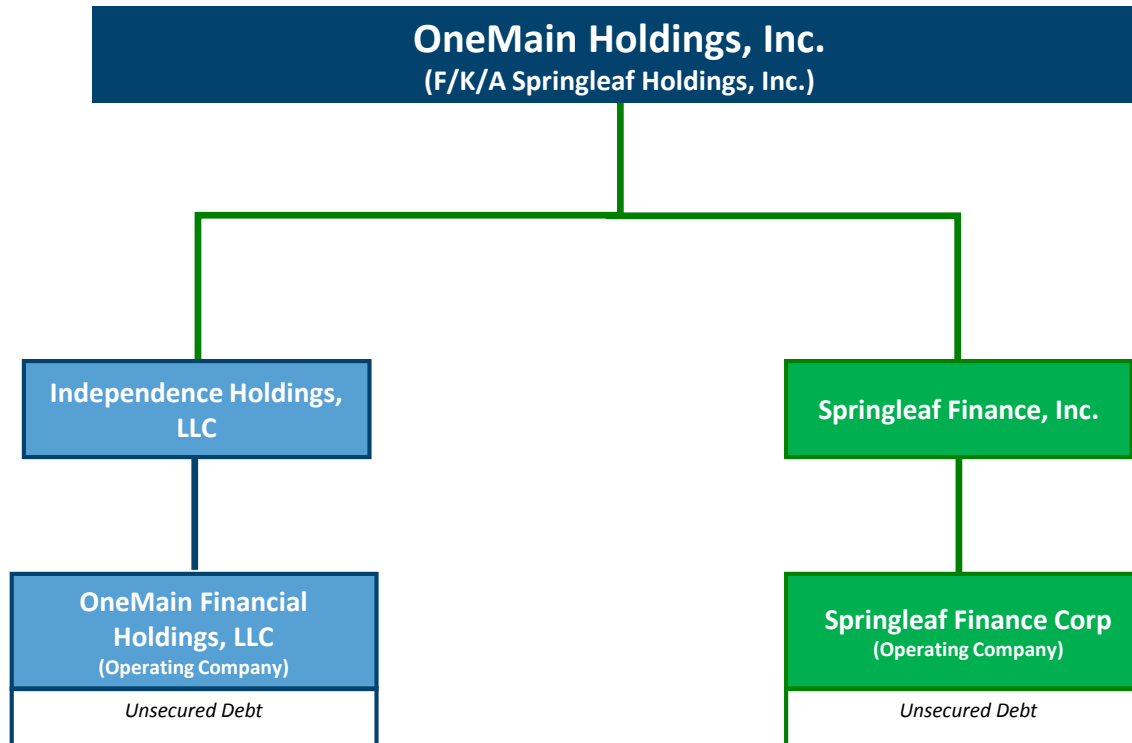 OneMain Holdings, Inc.
(F/K/A Springleaf Holdings, Inc.)
Independence Holdings,
LLC
Springleaf Finance, Inc.
OneMain Financial
Holdings, LLC
(Operating Company)
Unsecured Debt
Springleaf Finance Corp
(Operating Company)
Unsecured Debt